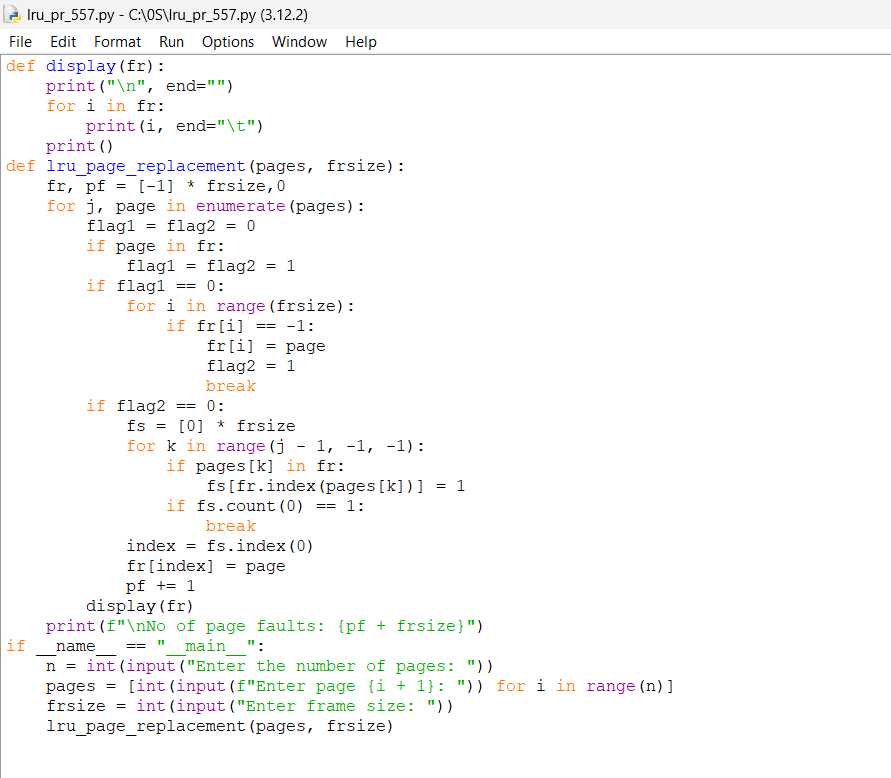 lru_pr_557.py - C:\0S\lru_pr_557.py (3.12.2)
File Edit Format Run Options Window Help
def display(fr):
    print("\n", end="")
    for i in fr:
        print(i, end="\t")
    print()
def lru_page_replacement(pages, frsize):
    fr, pf = [-1] * frsize,0
    for j, page in enumerate(pages):
        flag1 = flag2 = 0
        if page in fr:
            flag1 = flag2 = 1
        if flag1 == 0:
            for i in range(frsize):
                if fr[i] == -1:
                    fr[i] = page
                    flag2 = 1
                    break
        if flag2 == 0:
            fs = [0] * frsize
            for k in range(j - 1, -1, -1):
                if pages[k] in fr:
                    fs[fr.index(pages[k])] = 1
                if fs.count(0) == 1:
                    break
            index = fs.index(0)
            fr[index] = page
            pf += 1
        display(fr)
    print(f"\nNo of page faults: {pf + frsize}")
if __name__ == "__main__":
    n = int(input("Enter the number of pages: "))
    pages = [int(input(f"Enter page {i + 1}: ")) for i in range(n)]
    frsize = int(input("Enter frame size: "))
    lru_page_replacement(pages, frsize)